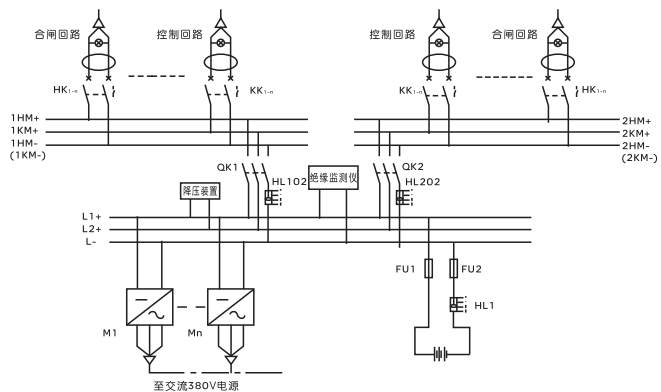 合闸回路 控制回路 控制回路 合闸回路
HK1-n KK1-n KK1-n HK1-n
1HM+ 2HM+
1KM+ 2KM+
1HM- 2HM-
(1KM-) (2KM-)
QK1 绝缘监测仪 QK2
降压装置 HL102 HL202
L1+
L2+
L-
FU1 FU2
HL1
M1 Mn
至交流380V电源